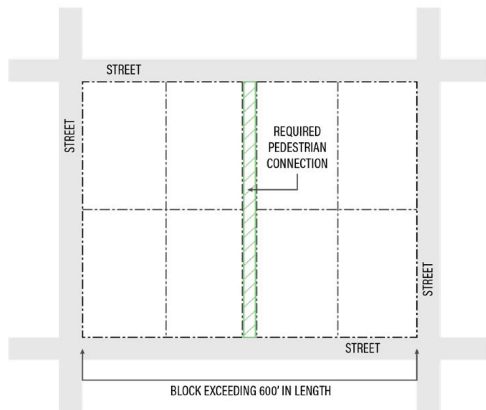 STREET
STREET
REQUIRED
PEDESTRIAN
CONNECTION
STREET
STREET
BLOCK EXCEEDING 600' IN LENGTH